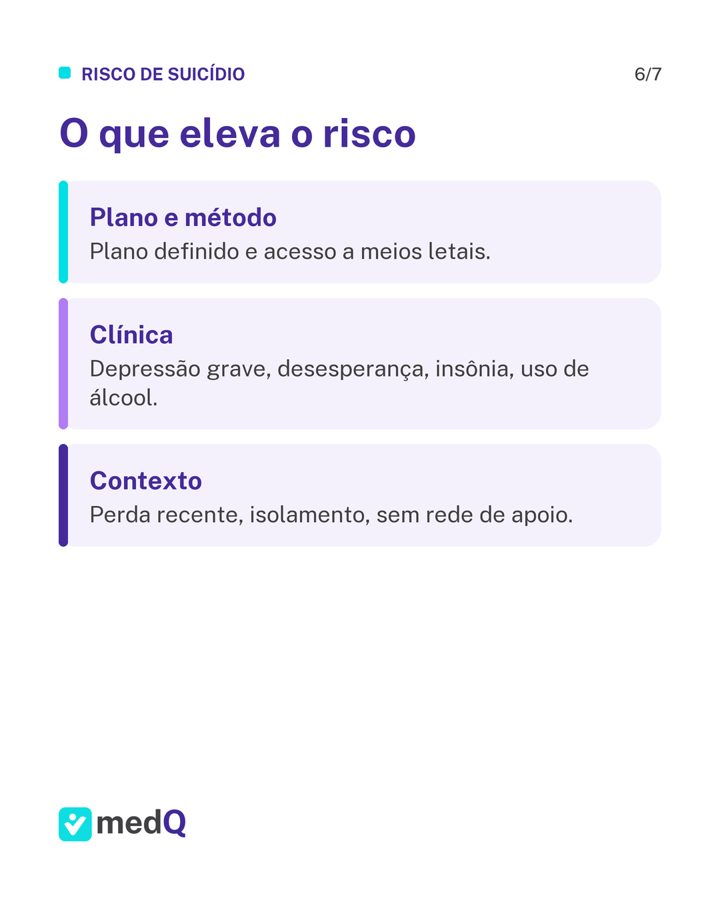 RISCO DE SUICÍDIO
6/7
O que eleva o risco
Plano e método
Plano definido e acesso a meios letais.
Clínica
Depressão grave, desesperança, insônia, uso de
álcool.
Contexto
Perda recente, isolamento, sem rede de apoio.
medQ